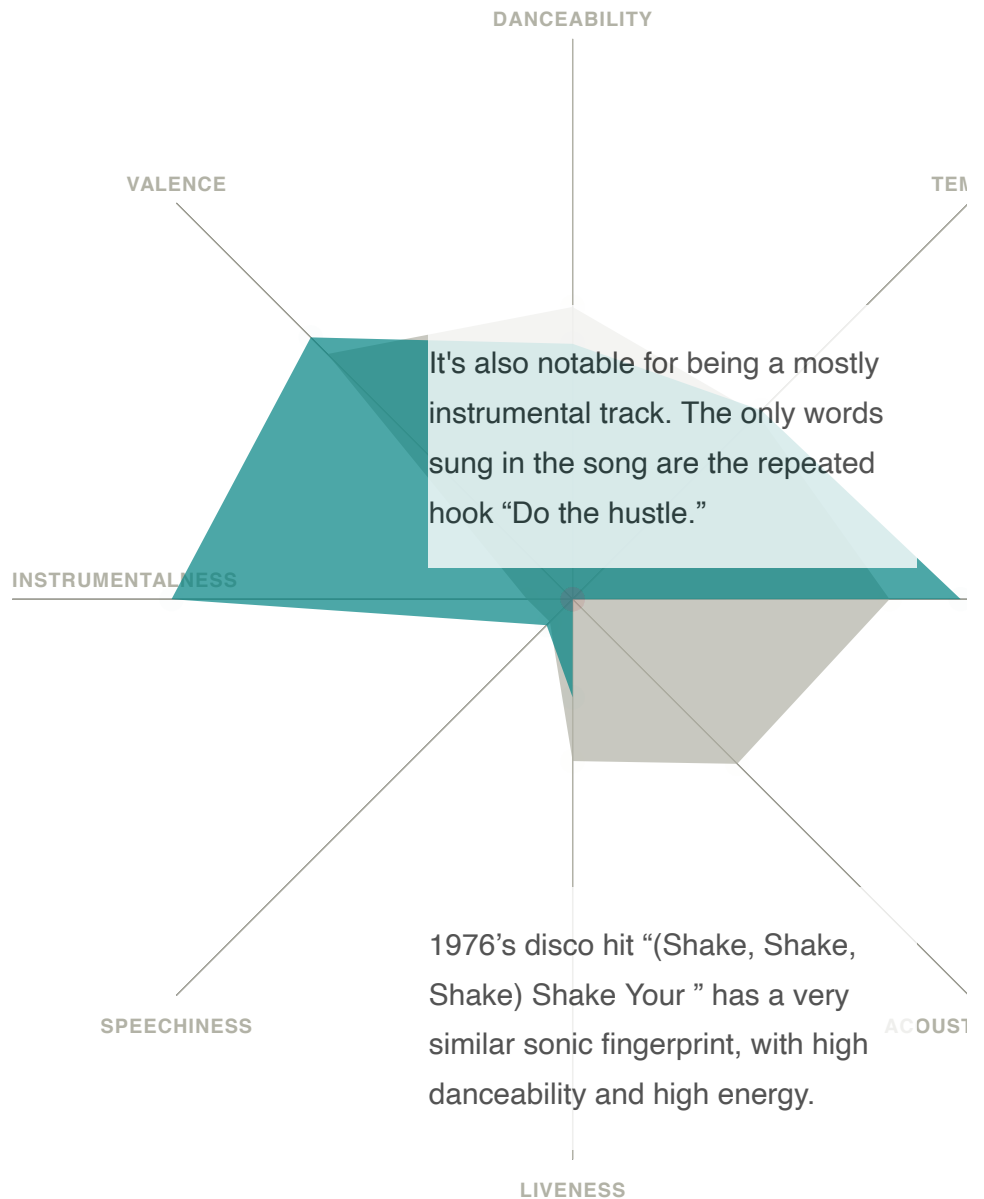 DANCEABILITY
VALENCE
TEM
It's also notable for being a mostly
instrumental track. The only words
sung in the song are the repeated
hook “Do the hustle.”
INSTRUMENTALNESS
1976’s disco hit “(Shake, Shake,
Shake) Shake Your ” has a very
similar sonic fingerprint, with high
danceability and high energy.
SPEECHINESS
ACOUST
LIVENESS